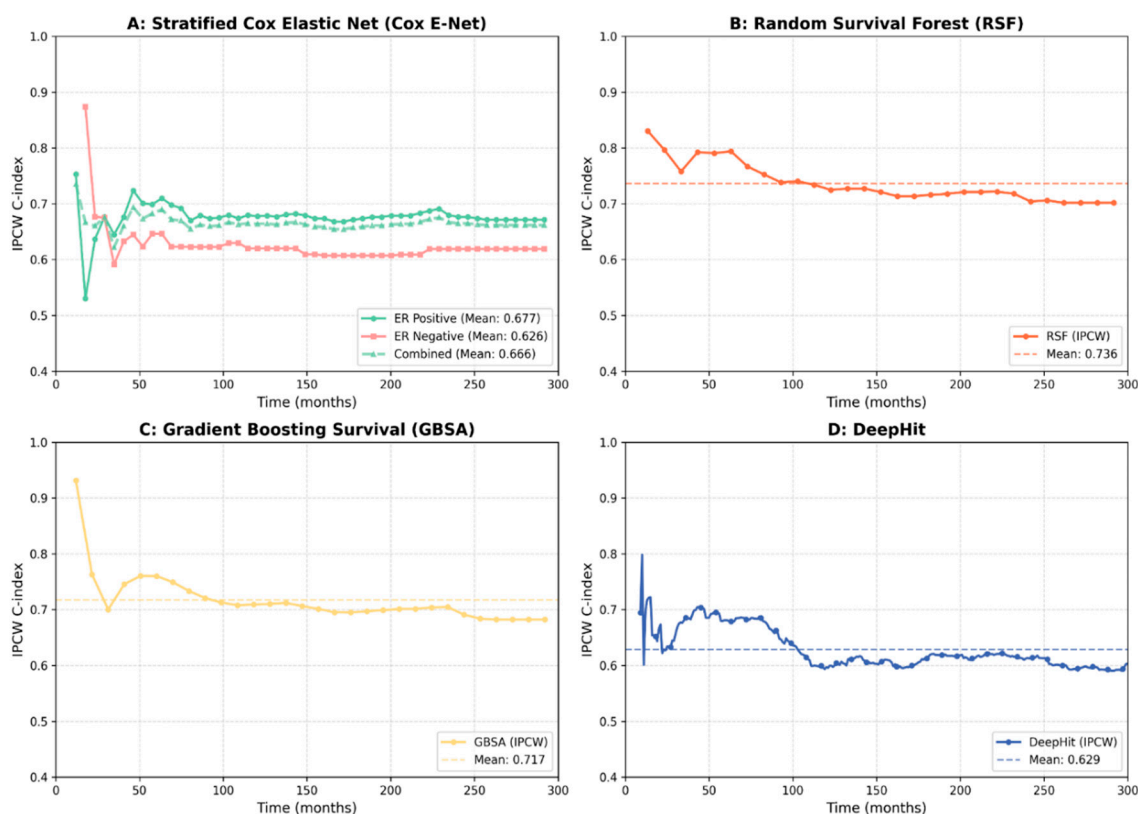 A: Stratified Cox Elastic Net (Cox E-Net)
1.0
0.9
0.8
0.7
0.6
0.5
0.4
IPCW C-index
ER Positive (Mean: 0.677)
ER Negative (Mean: 0.626)
Combined (Mean: 0.666)
0 50 100 150 200 250 300
Time (months)
B: Random Survival Forest (RSF)
1.0
0.9
0.8
0.7
0.6
0.5
0.4
IPCW C-index
RSF (IPCW)
Mean: 0.736
0 50 100 150 200 250 300
Time (months)
C: Gradient Boosting Survival (GBSA)
1.0
0.9
0.8
0.7
0.6
0.5
0.4
IPCW C-index
GBSA (IPCW)
Mean: 0.717
0 50 100 150 200 250 300
Time (months)
D: DeepHit
1.0
0.9
0.8
0.7
0.6
0.5
0.4
IPCW C-index
DeepHit (IPCW)
Mean: 0.629
0 50 100 150 200 250 300
Time (months)